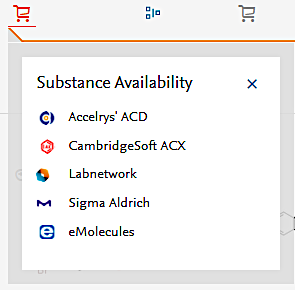 Substance Availability
Accelrys' ACD
CambridgeSoft ACX
Labnetwork
Sigma Aldrich
eMolecules